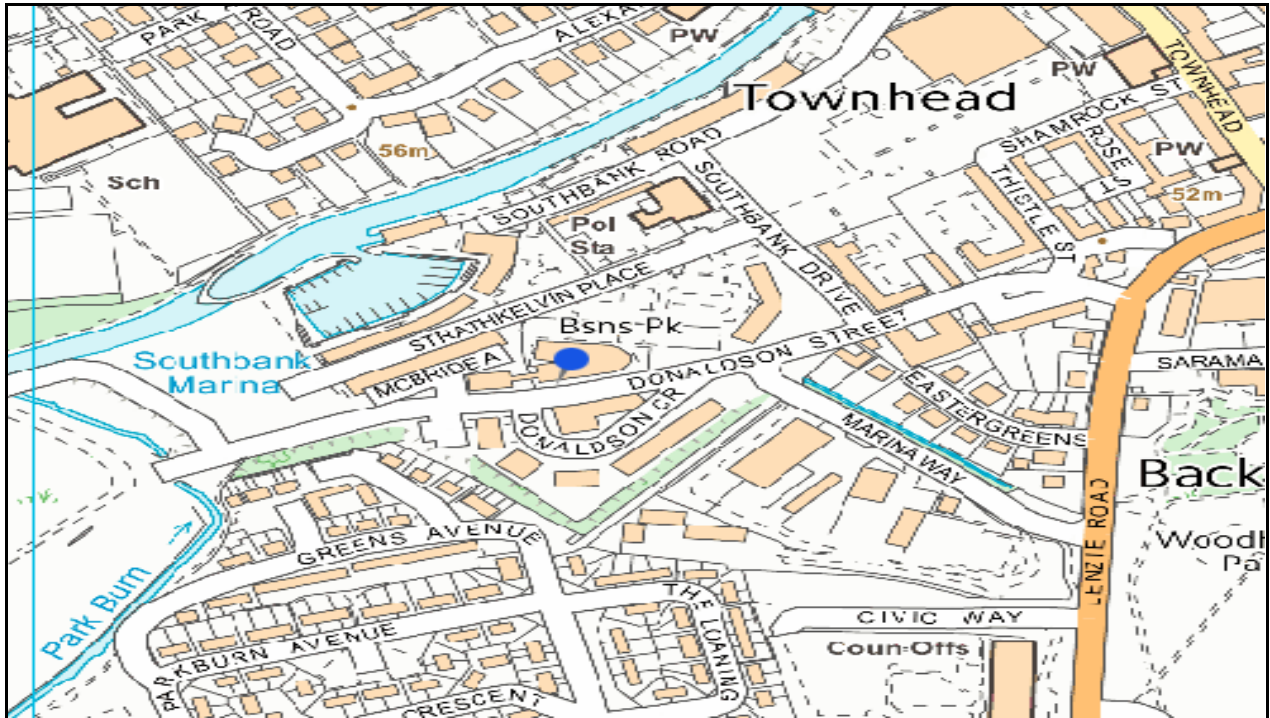 PARK ROAD
ALEXA
PW
TOWNHEAD
PW
Townhead
SHAMROCK ST
ROSE ST
PW
56m
Sch
SOUTHBANK ROAD
SOUTHBANK DRIVE
THISTLE ST
52m
Pol
Sta
STRATHKELVIN PLACE
Bsns Pk
Southbank
Marina
MCBRIDE A
DONALDSON STREET
SARAMA
EASTERGREENS
DONALDSON CR
MARINA WAY
Back
LENZIE ROAD
GREENS AVENUE
Woodh
Pa
Park Burn
THE LOANING
CIVIC WAY
PARKBURN AVENUE
Coun Offs
CRESCENT